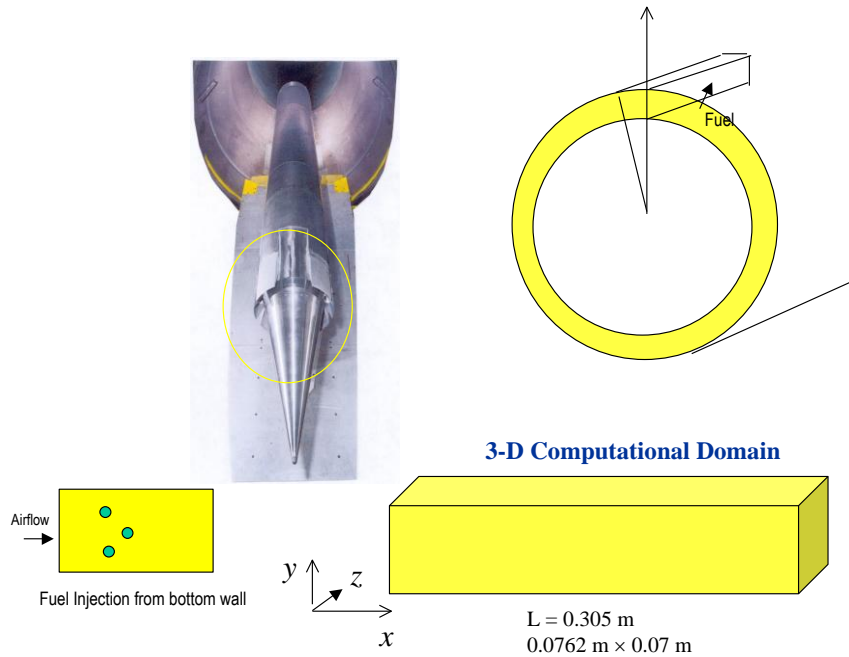 Fuel
3-D Computational Domain
Airflow
Fuel Injection from bottom wall
y
z
x
L = 0.305 m
0.0762 m × 0.07 m